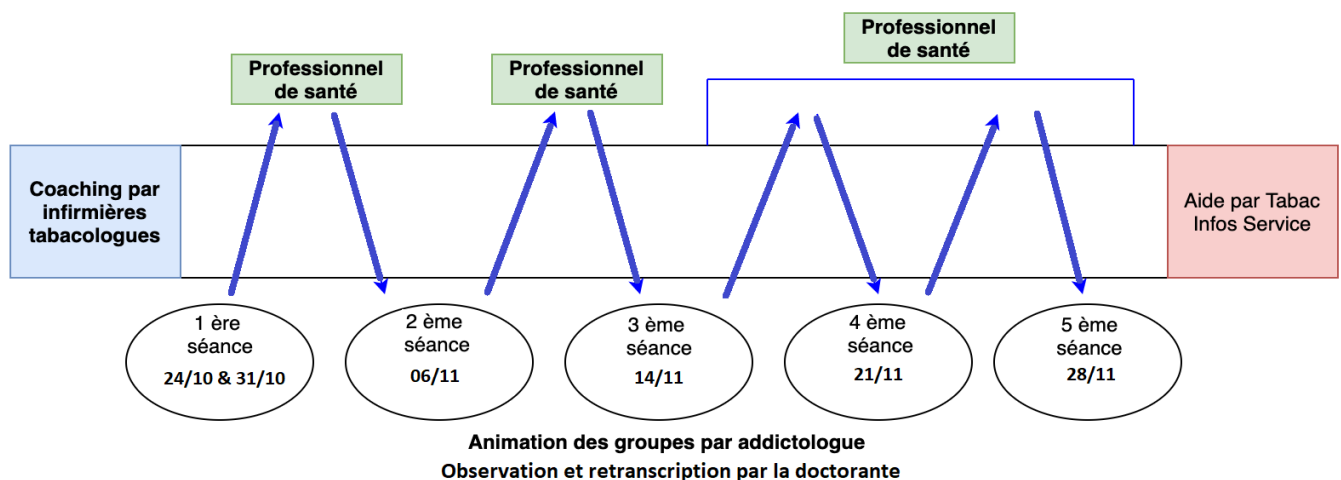 Professionnel
de santé
Professionnel
de santé
Professionnel
de santé
Coaching par
infirmières
tabacologues
Aide par Tabac
Infos Service
1 ère
séance
24/10 & 31/10
2 ème
séance
06/11
3 ème
séance
14/11
4 ème
séance
21/11
5 ème
séance
28/11
Animation des groupes par addictologue
Observation et retranscription par la doctorante